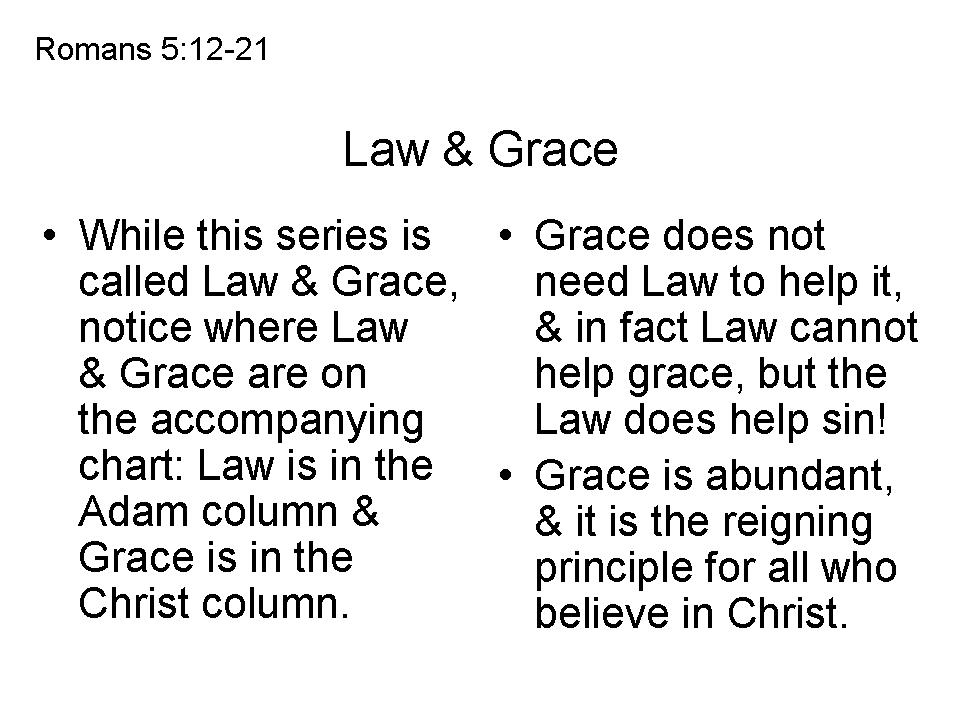 Romans 5:12-21
Law & Grace
• While this series is
called Law & Grace,
notice where Law
& Grace are on
the accompanying
chart: Law is in the
Adam column &
Grace is in the
Christ column.
• Grace does not
need Law to help it,
& in fact Law cannot
help grace, but the
Law does help sin!
• Grace is abundant,
& it is the reigning
principle for all who
believe in Christ.